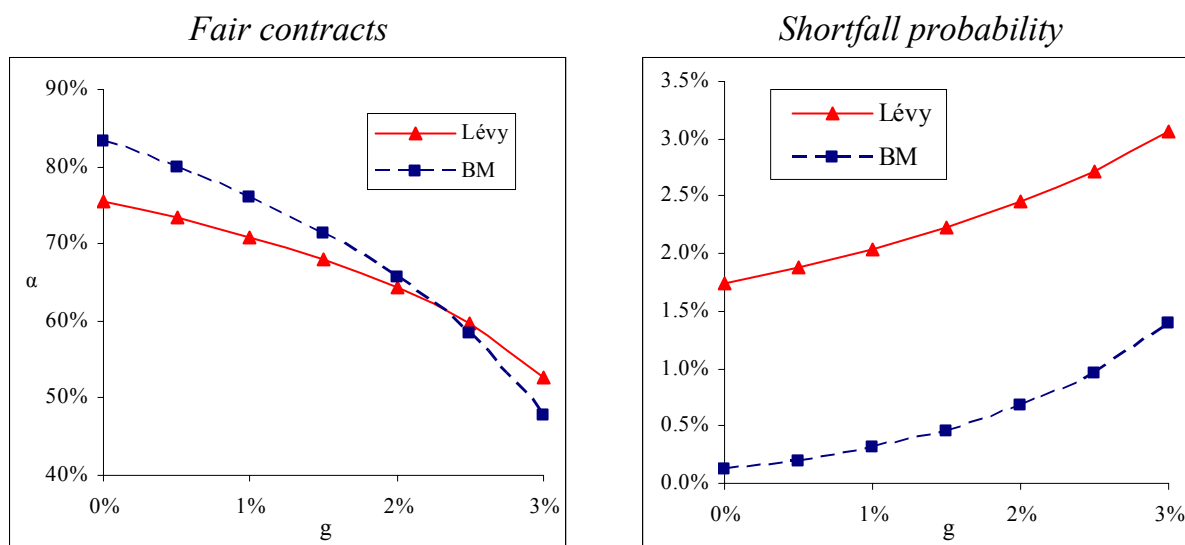 Fair contracts
90%
80%
70%
α
60%
50%
40%
0%
1%
2%
3%
g
Lévy
BM
Shortfall probability
3.5%
3.0%
2.5%
2.0%
1.5%
1.0%
0.5%
0.0%
0%
1%
2%
3%
g
Lévy
BM